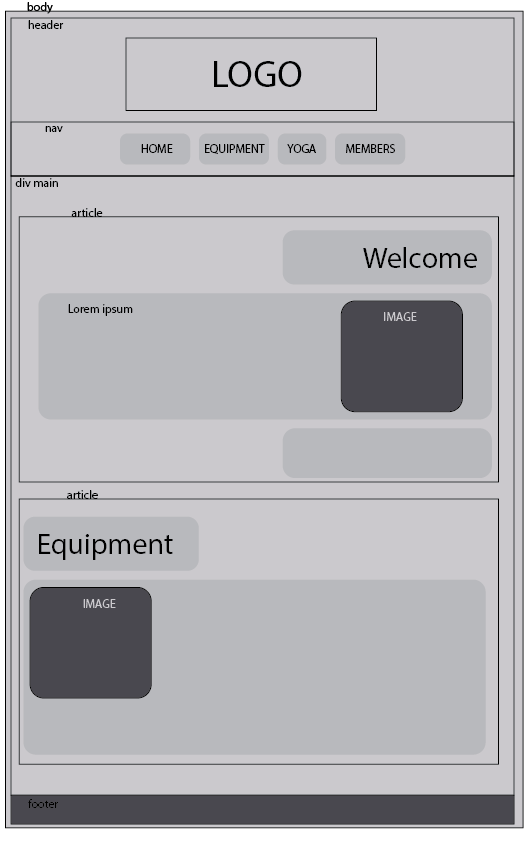 body
header
LOGO
nav
HOME EQUIPMENT YOGA MEMBERS
div main
article
Welcome
Lorem ipsum
IMAGE
article
Equipment
IMAGE
footer